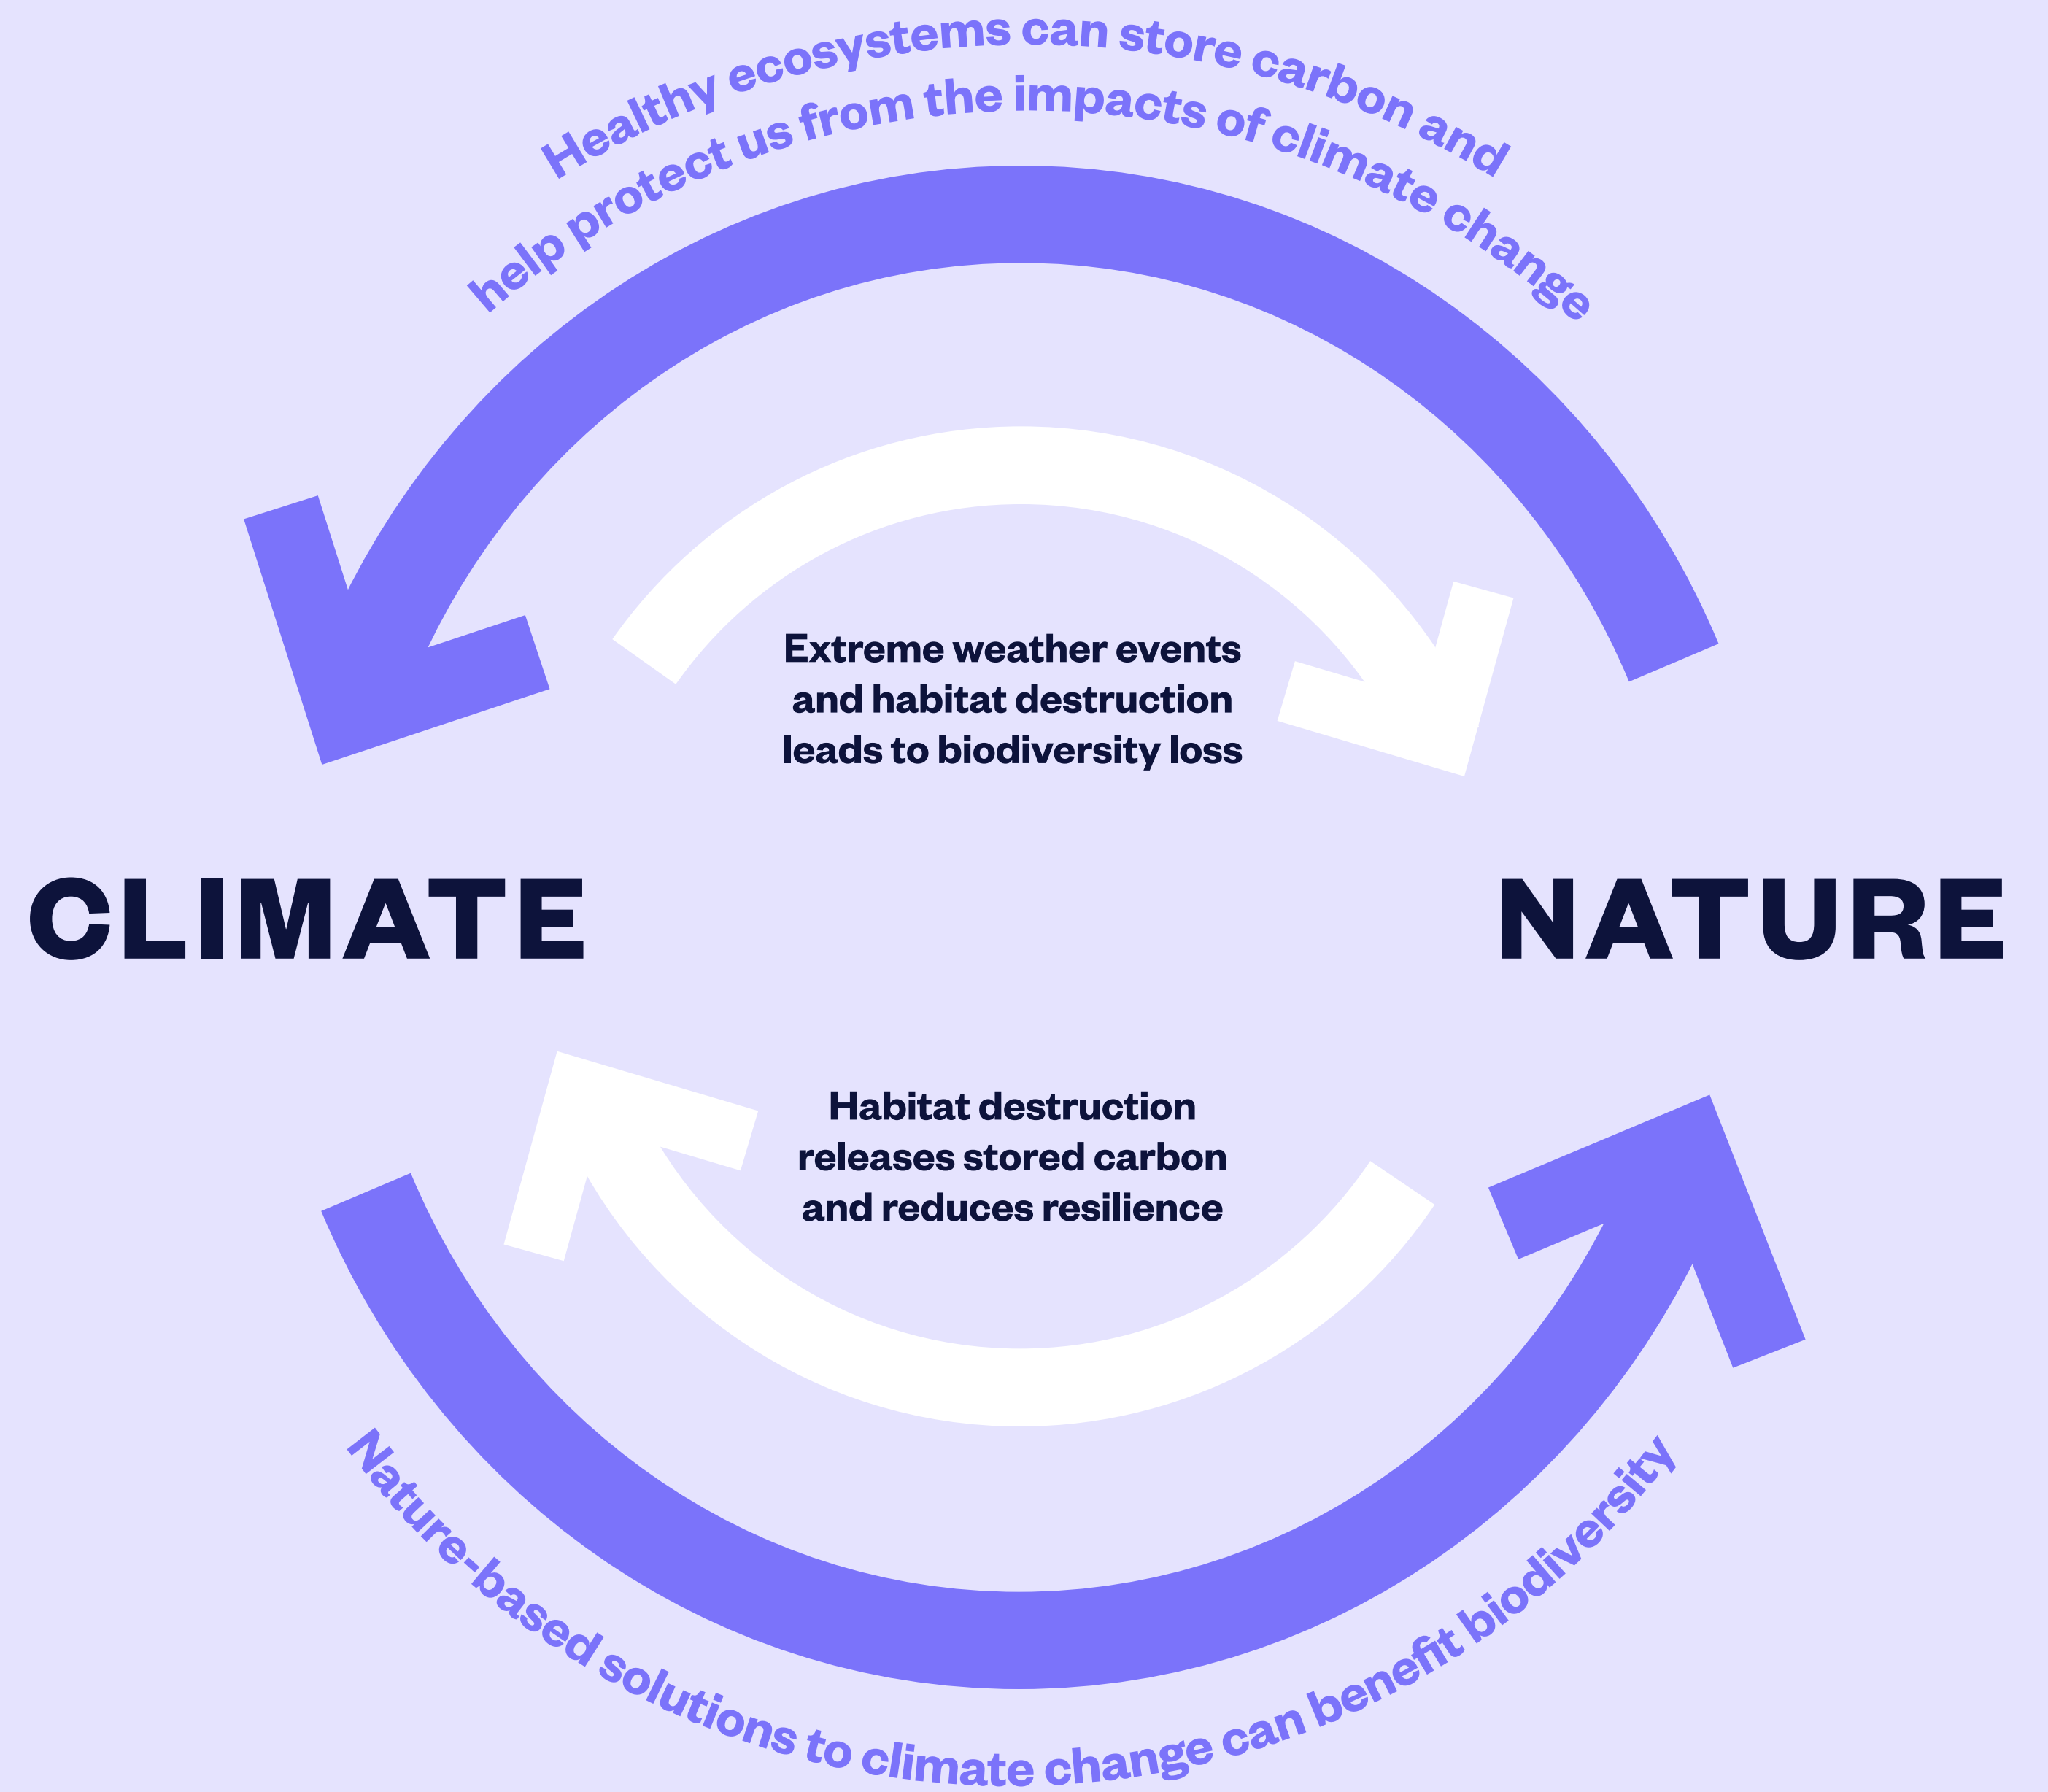 Healthy ecosystems can store carbon and
help protect us from the impacts of climate change
Extreme weather events
and habitat destruction
leads to biodiversity loss
CLIMATE
NATURE
Habitat destruction
releases stored carbon
and reduces resilience
Nature-based solutions to climate change can benefit biodiversity